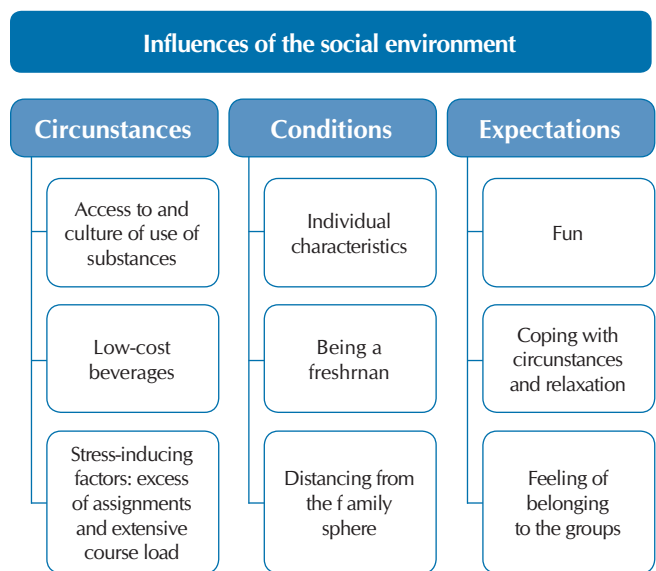 Influences of the social environment
Circunstances
Conditions
Expectations
Access to and
culture of use of
substances
Individual
characteristics
Fun
Low-cost
beverages
Being a
freshrnan
Coping with
circumstances
and relaxation
Stress-inducing
factors: excess
of assignments
and extensive
course load
Distancing from
the f amily
sphere
Feeling of
belonging
to the groups